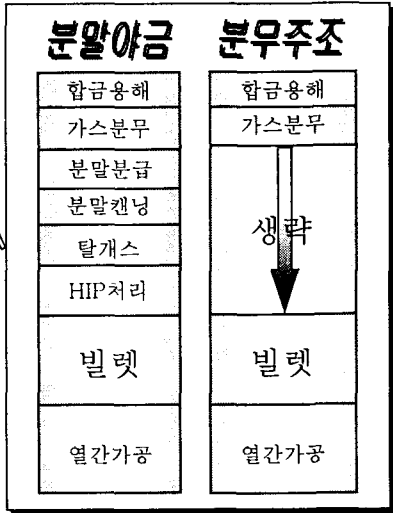 분말야금
합금용해
가스분무
분말분급
분말캔닝
탈개스
HIP처리
빌렛
열간가공
분무주조
합금용해
가스분무
생략
빌렛
열간가공